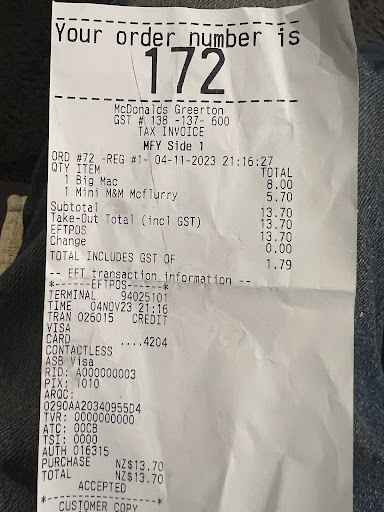 Your order number is
172
McDonalds Greerton
GST # 138 -137- 600
TAX INVOICE
MFY Side 1
ORD #72 -REG #1- 04-11-2023 21:16:27
QTY ITEM TOTAL
1 Big Mac 8.00
1 Mini M&M Mcflurry 5.70
Subtotal 13.70
Take-Out Total (incl GST) 13.70
EFTPOS 13.70
Change 0.00
TOTAL INCLUDES GST OF 1.79
-- EFT transaction information --
*------EFTPOS------*
TERMINAL 94025101
TIME 04NOV23 21:16
TRAN 026015 CREDIT
VISA
CARD ....4204
CONTACTLESS
ASB Visa
RID: A000000003
PIX: 1010
ARQC:
0290AA20340955D4
TVR: 0000000000
ATC: 00CB
TSI: 0000
AUTH 016315
PURCHASE NZ$13.70
TOTAL NZ$13.70
ACCEPTED
*------------------*
CUSTOMER COPY